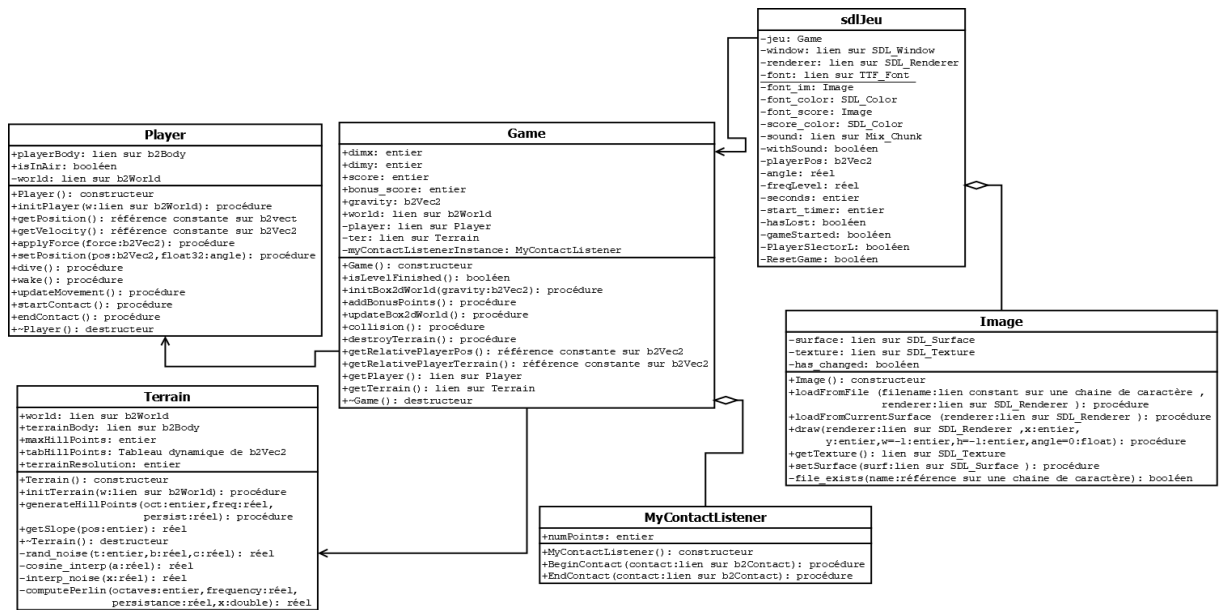 sdlJeu
-jeu: Game
-window: lien sur SDL_Window
-renderer: lien sur SDL_Renderer
-font: lien sur TTF_Font
-font_im: Image
-font_color: SDL_Color
-font_score: Image
-score_color: SDL_Color
-sound: lien sur Mix_Chunk
-withSound: booléen
-playerPos: b2Vec2
-angle: réel
-freqLevel: réel
-seconds: entier
-start_timer: entier
-hasLost: booléen
-gameStarted: booléen
-PlayerSlectorL: booléen
-ResetGame: booléen
Player
+playerBody: lien sur b2Body
+isInAir: booléen
-world: lien sur b2World
+Player(): constructeur
+initPlayer(w:lien sur b2World): procédure
+getPosition(): référence constante sur b2vect
+getVelocity(): référence constante sur b2Vec2
+applyForce(force:b2Vec2): procédure
+setPosition(pos:b2Vec2,float32:angle): procédure
+dive(): procédure
+wake(): procédure
+updateMovement(): procédure
+startContact(): procédure
+endContact(): procédure
+~Player(): destructeur
Game
+dimx: entier
+dimy: entier
+score: entier
+bonus_score: entier
+gravity: b2Vec2
+world: lien sur b2World
-player: lien sur Player
-ter: lien sur Terrain
-myContactListenerInstance: MyContactListener
+Game(): constructeur
+isLevelFinished(): booléen
+initBox2dWorld(gravity:b2Vec2): procédure
+addBonusPoints(): procédure
+updateBox2dWorld(): procédure
+collision(): procédure
+destroyTerrain(): procédure
+getRelativePlayerPos(): référence constante sur b2Vec2
+getRelativePlayerTerrain(): référence constante sur b2Vec2
+getPlayer(): lien sur Player
+getTerrain(): lien sur Terrain
+~Game(): destructeur
Image
-surface: lien sur SDL_Surface
-texture: lien sur SDL_Texture
-has_changed: booléen
+Image(): constructeur
+loadFromFile (filename:lien constant sur une chaine de caractère ,
renderer:lien sur SDL_Renderer ): procédure
+loadFromCurrentSurface (renderer:lien sur SDL_Renderer ): procédure
+draw(renderer:lien sur SDL_Renderer ,x:entier,
y:entier,w=-1:entier,h=-1:entier,angle=0:float): procédure
+getTexture(): lien sur SDL_Texture
+setSurface(surf:lien sur SDL_Surface ): procédure
-file_exists(name:référence sur une chaine de caractère): booléen
Terrain
+world: lien sur b2World
+terrainBody: lien sur b2Body
+maxHillPoints: entier
+tabHillPoints: Tableau dynamique de b2Vec2
+terrainResolution: entier
+Terrain(): constructeur
+initTerrain(w:lien sur b2World): procédure
+generateHillPoints(oct:entier,freq:réel,
persist:réel): procédure
+getSlope(pos:entier): réel
+~Terrain(): destructeur
-rand_noise(t:entier,b:réel,c:réel): réel
-cosine_interp(a:réel): réel
-interp_noise(x:réel): réel
-computePerlin(octaves:entier,frequency:réel,
persistance:réel,x:double): réel
MyContactListener
+numPoints: entier
+MyContactListener(): constructeur
+BeginContact(contact:lien sur b2Contact): procédure
+EndContact(contact:lien sur b2Contact): procédure